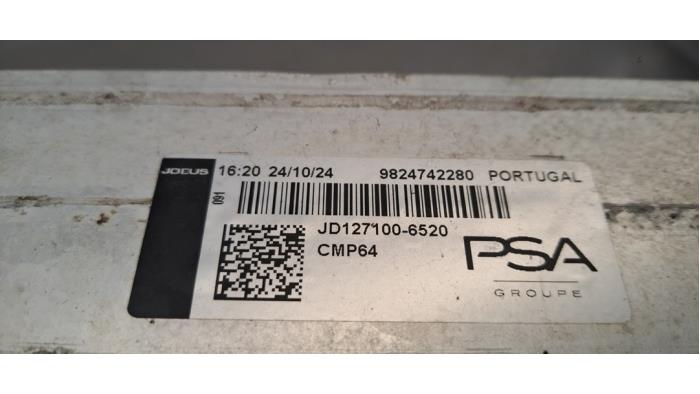 JDEUS 16:20 24/10/24 9824742280 PORTUGAL
091
JD127100-6520
CMP64
PSA
GROUPE